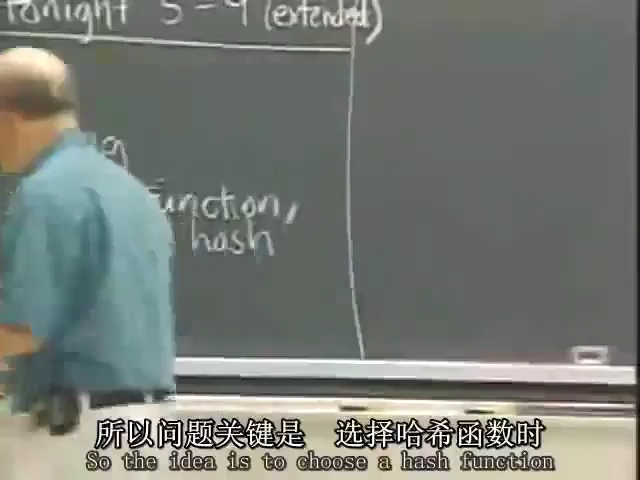 Tonight 5-9 (extended)
function,
hash
所以问题关键是 选择哈希函数时
So the idea is to choose a hash function